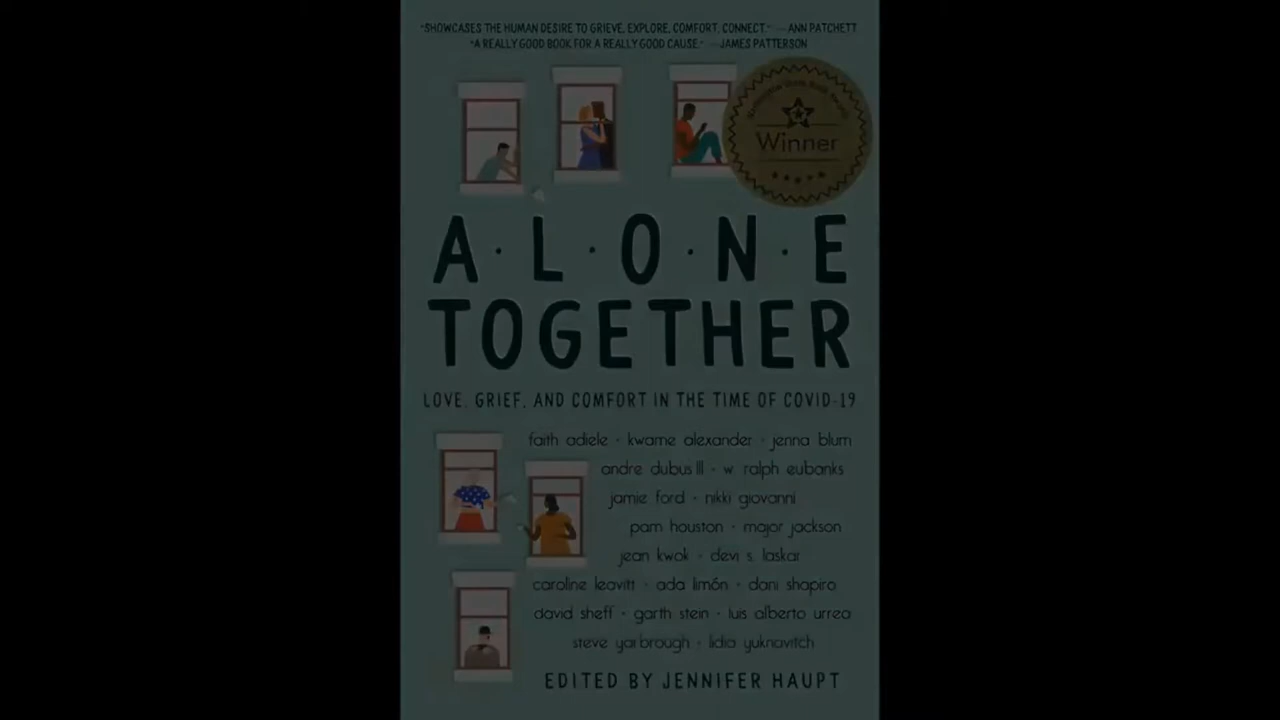 "SHOWCASES THE HUMAN DESIRE TO GRIEVE, EXPLORE, COMFORT, CONNECT." —ANN PATCHETT
"A REALLY GOOD BOOK FOR A REALLY GOOD CAUSE." —JAMES PATTERSON
Winner
A·L·O·N·E
TOGETHER
LOVE, GRIEF, AND COMFORT IN THE TIME OF COVID-19
faith adiele · kwame alexander · jenna blum
andre dubus III · w. ralph eubanks
jamie ford · nikki giovanni
pam houston · major jackson
jean kwok · devi s. laskar
caroline leavitt · ada limón · dani shapiro
david sheff · garth stein · luis alberto urrea
steve yarbrough · lidia yuknavitch
EDITED BY JENNIFER HAUPT